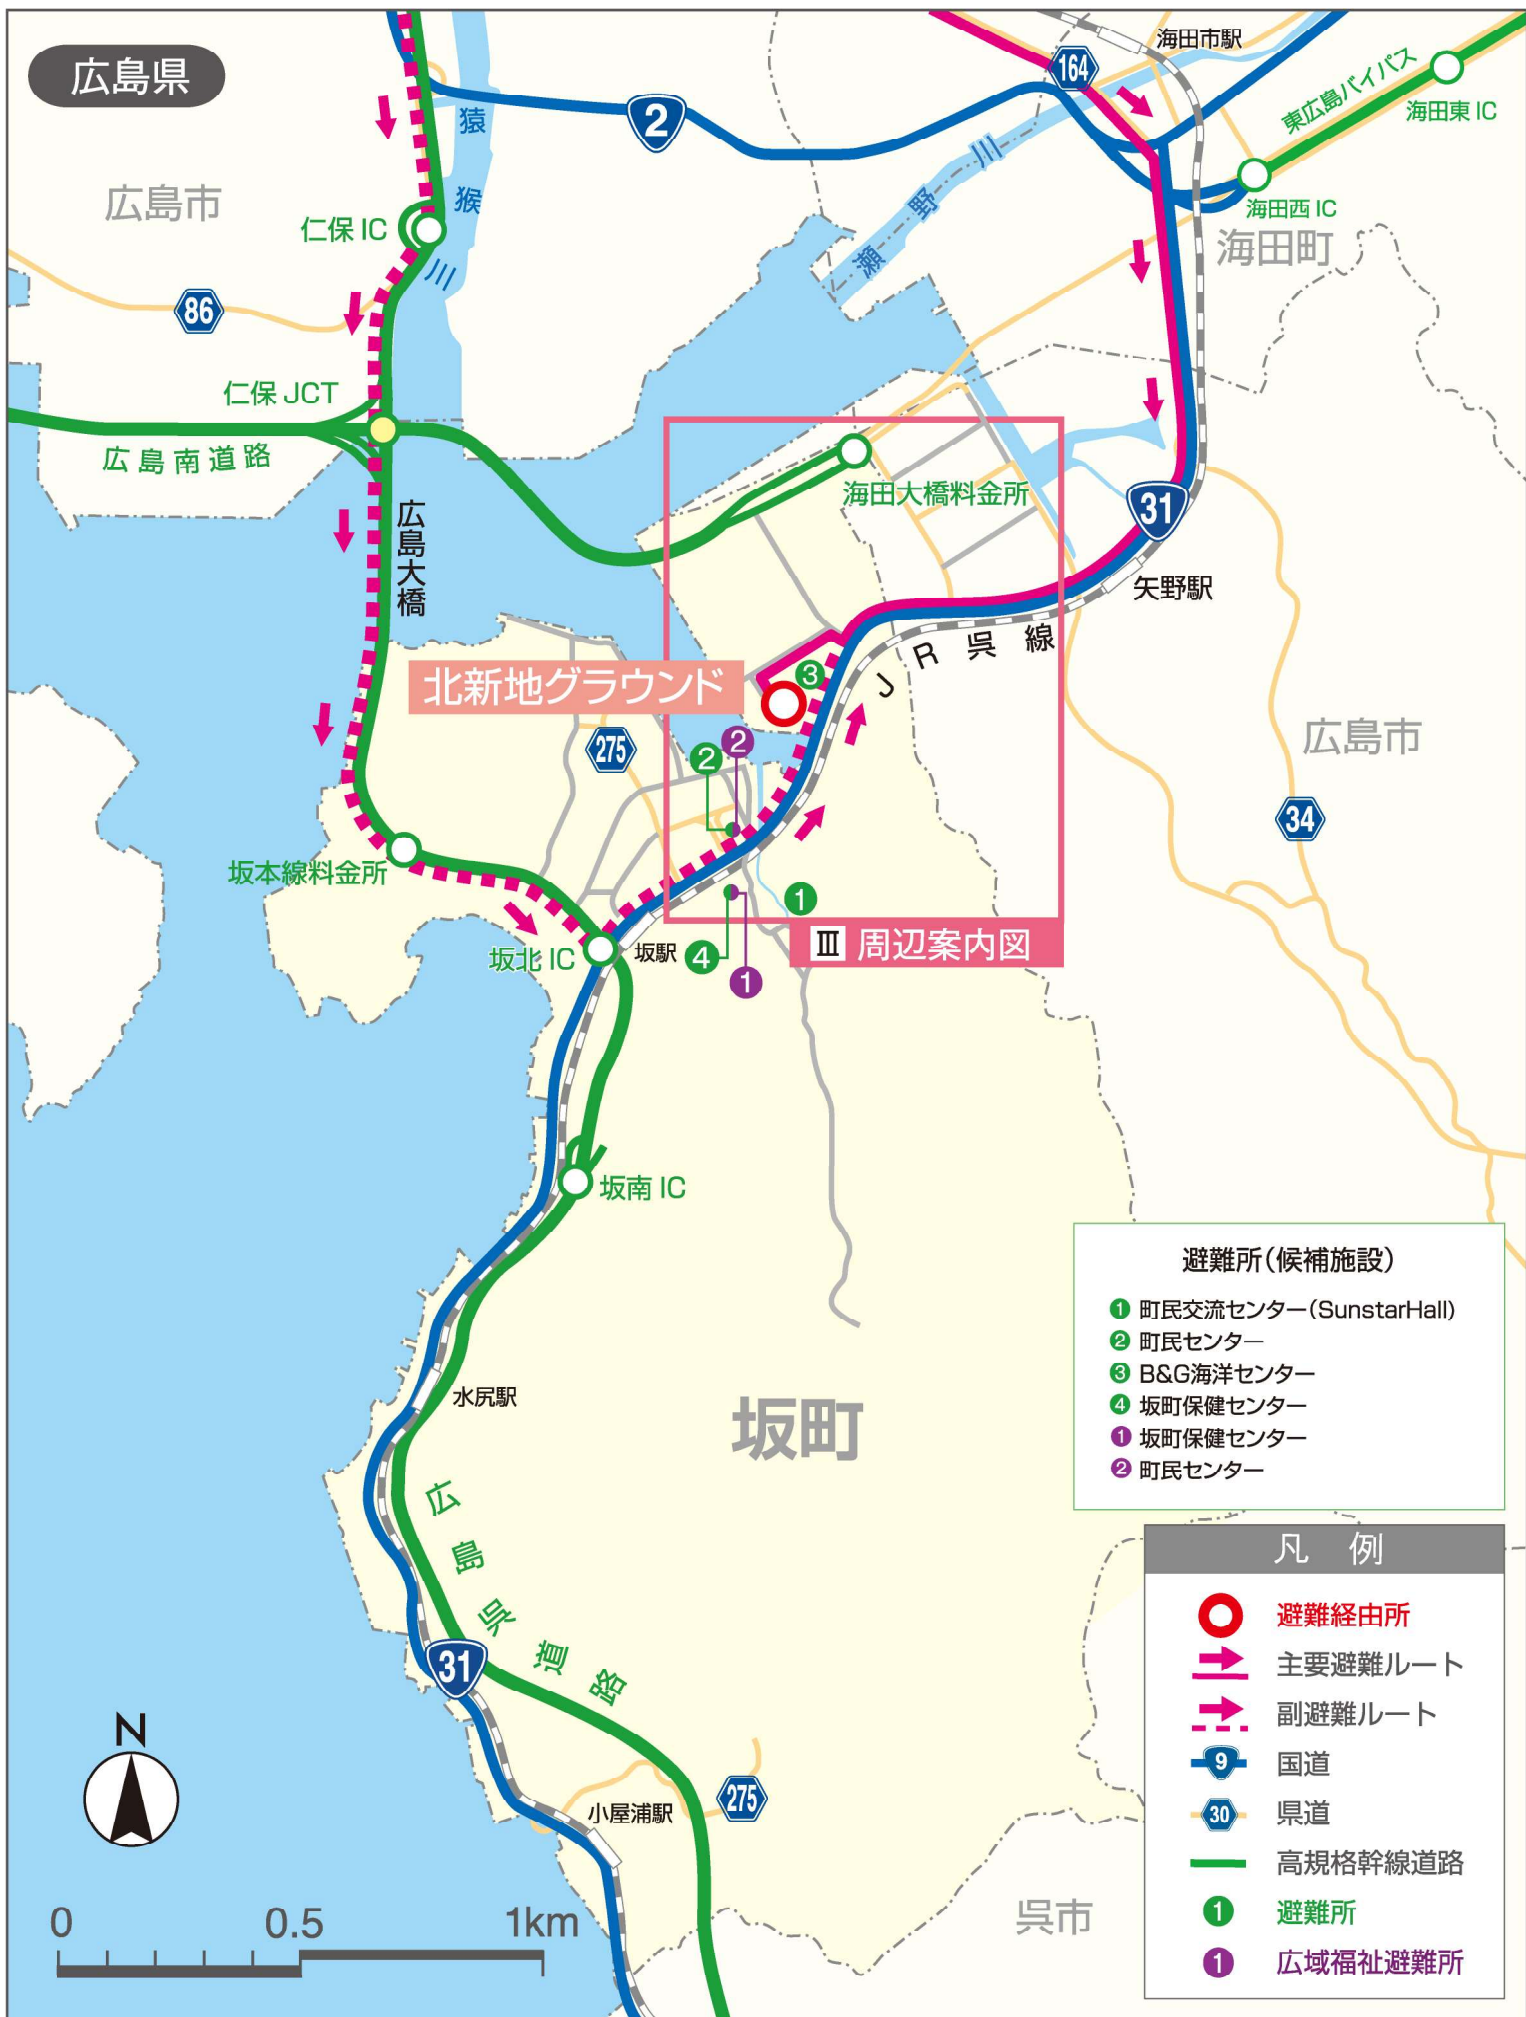 広島県
海田市駅
164
2
東広島バイパス
海田東 IC
猿猴川
瀬野川
広島市
仁保 IC
海田西 IC
海田町
86
仁保 JCT
広島南道路
海田大橋料金所
広島大橋
31
矢野駅
JR呉線
北新地グラウンド
3
275
2
2
広島市
34
坂本線料金所
1
坂北 IC
坂駅
4
1
Ⅲ 周辺案内図
坂南 IC
避難所(候補施設)
1 町民交流センター(SunstarHall)
2 町民センター
3 B&G海洋センター
4 坂町保健センター
1 坂町保健センター
2 町民センター
水尻駅
坂町
広島呉道路
31
凡 例
避難経由所
主要避難ルート
副避難ルート
9 国道
30 県道
高規格幹線道路
1 避難所
1 広域福祉避難所
N
小屋浦駅
275
呉市
0 0.5 1km